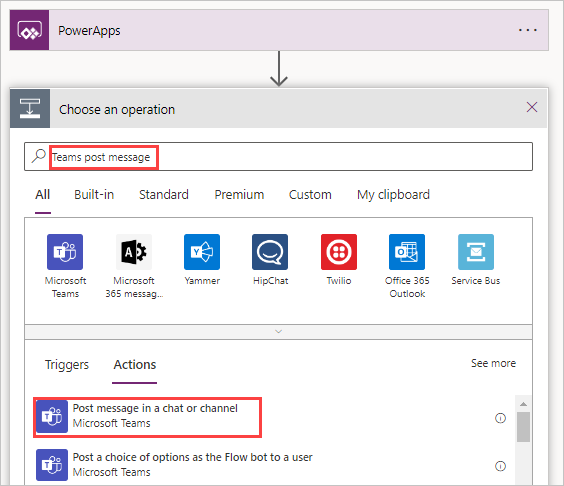 PowerApps
Choose an operation
Teams post message
All Built-in Standard Premium Custom My clipboard
Microsoft Teams
Microsoft 365 messag...
Yammer
HipChat
Twilio
Office 365 Outlook
Service Bus
Triggers Actions See more
Post message in a chat or channel
Microsoft Teams
Post a choice of options as the Flow bot to a user
Microsoft Teams